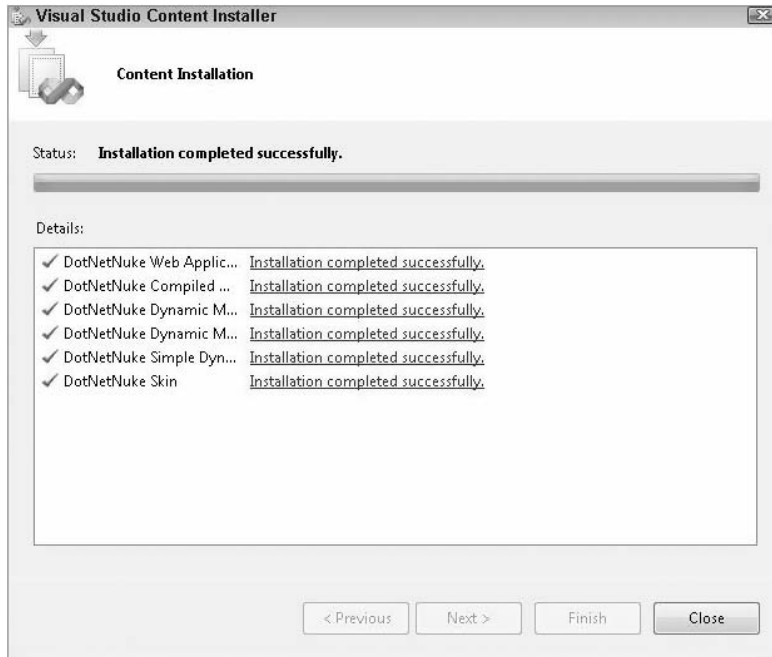 Visual Studio Content Installer
Content Installation
Status: Installation completed successfully.
Details:
DotNetNuke Web Applic... Installation completed successfully.
DotNetNuke Compiled ... Installation completed successfully.
DotNetNuke Dynamic M... Installation completed successfully.
DotNetNuke Dynamic M... Installation completed successfully.
DotNetNuke Simple Dyn... Installation completed successfully.
DotNetNuke Skin Installation completed successfully.
< Previous Next > Finish Close